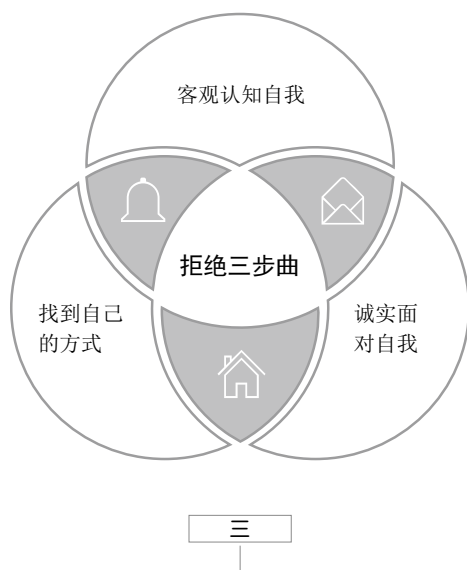 客观认知自我
拒绝三步曲
找到自己
的方式
诚实面
对自我
三